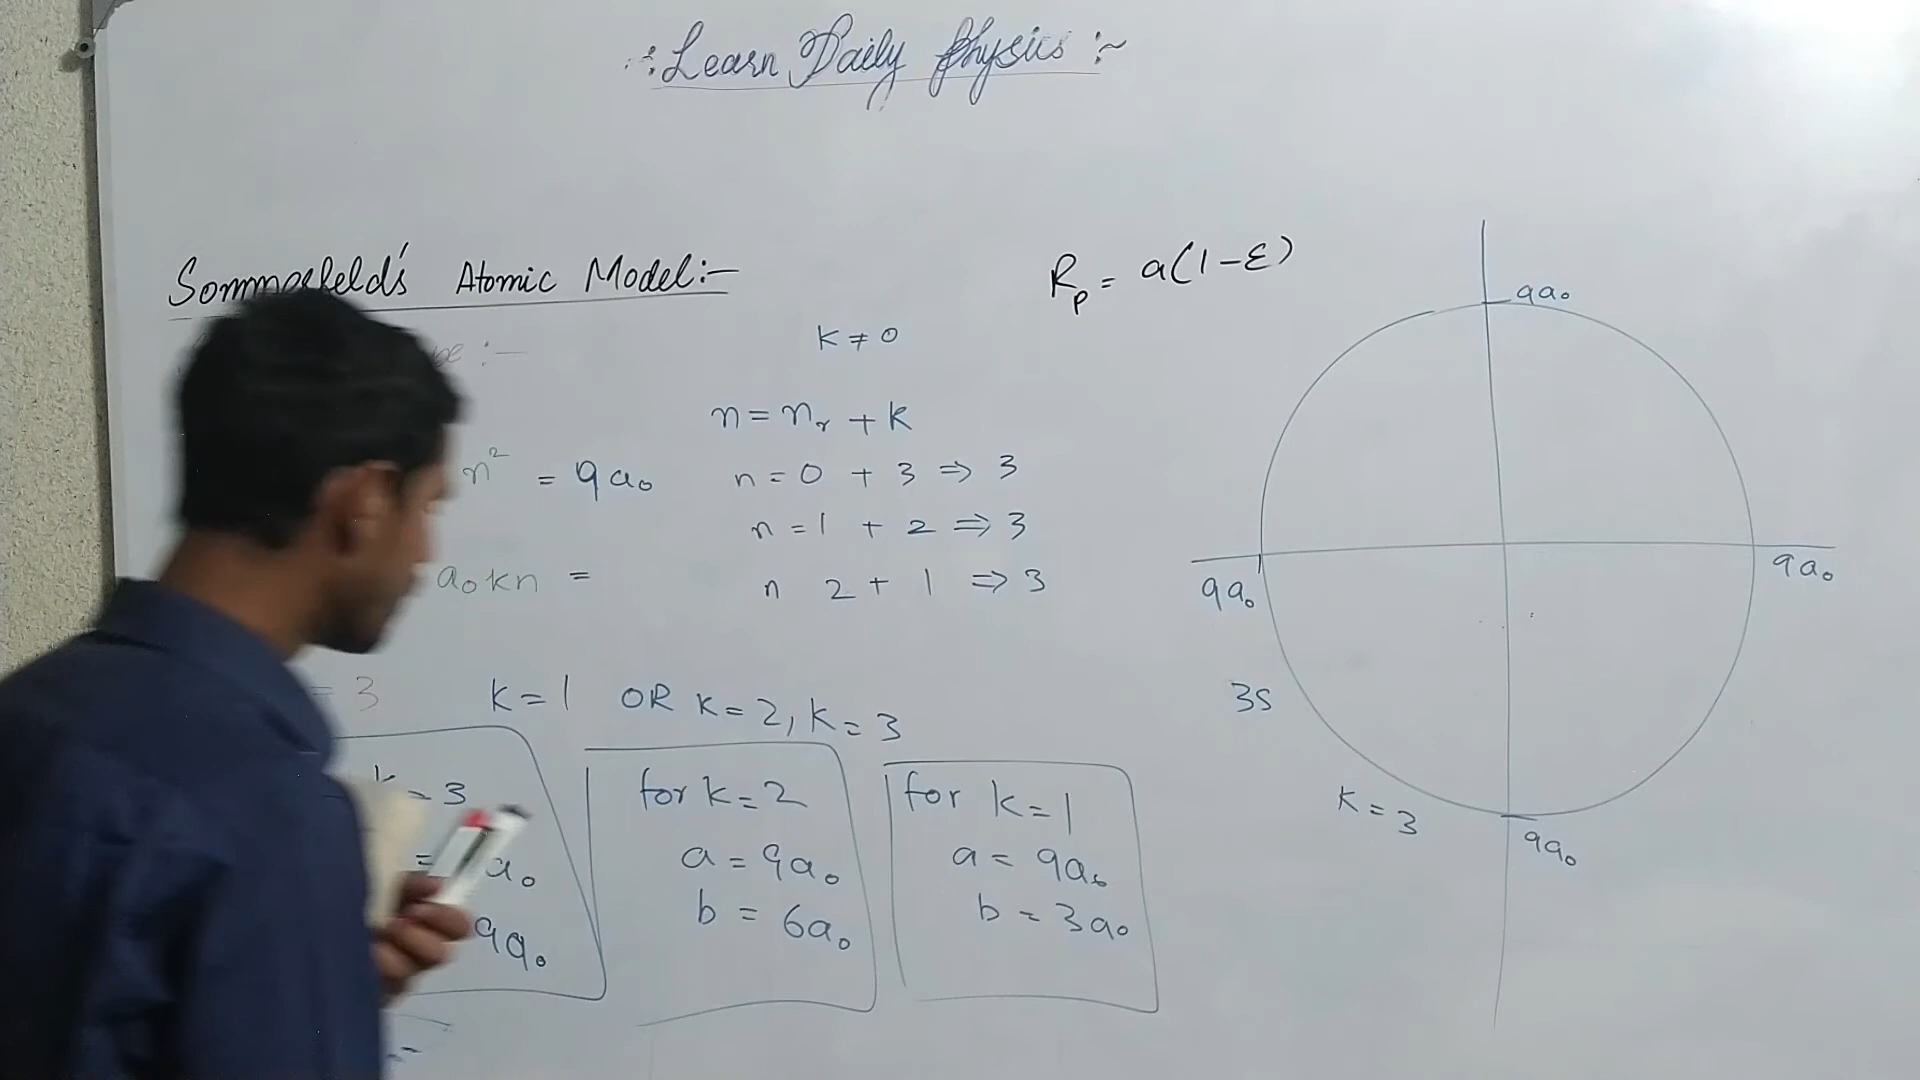 :Learn Daily Physics :~
Sommerfeld's Atomic Model:-
:-
n² = 9a₀
a₀kn =
= 3 k=1 OR k=2, k=3
k=3
= a₀
9a₀
for k=2
a = 9a₀
b = 6a₀
for k=1
a = 9a₀
b = 3a₀
k ≠ 0
n = nᵣ + k
n = 0 + 3 ⇒ 3
n = 1 + 2 ⇒ 3
n 2 + 1 ⇒ 3
Rₚ = a(1-ε)
9a₀
9a₀
9a₀
3S
k = 3
9a₀